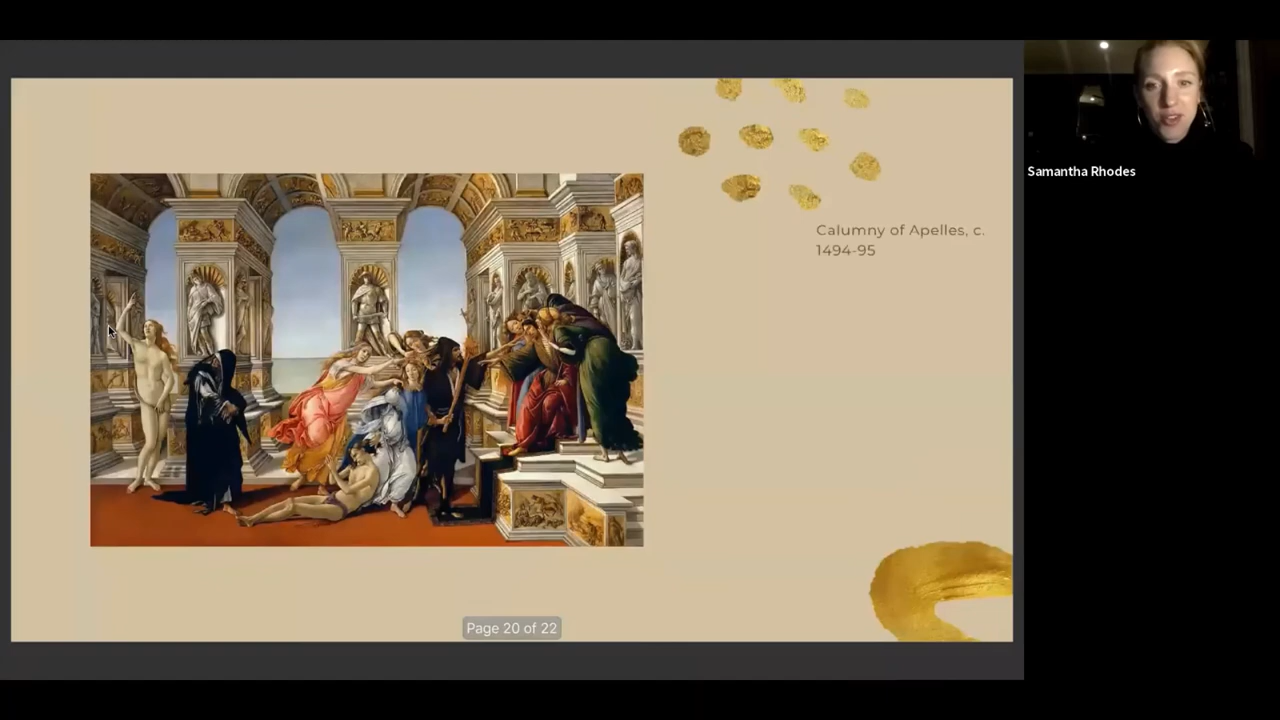 Samantha Rhodes
Calumny of Apelles, c.
1494-95
Page 20 of 22